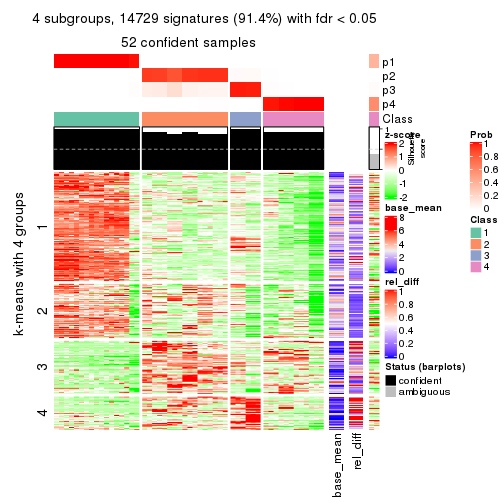 4 subgroups, 14729 signatures (91.4%) with fdr < 0.05
52 confident samples
p1
p2
p3
p4
Class
1
Silhouette
score
z-score
2
1
0
-1
-2
base_mean
8
6
4
2
0
rel_diff
1
0.8
0.6
0.4
0.2
0
Status (barplots)
confident
ambiguous
Prob
1
0.8
0.6
0.4
0.2
0
Class
1
2
3
4
k-means with 4 groups
1
2
3
4
base_mean
rel_diff